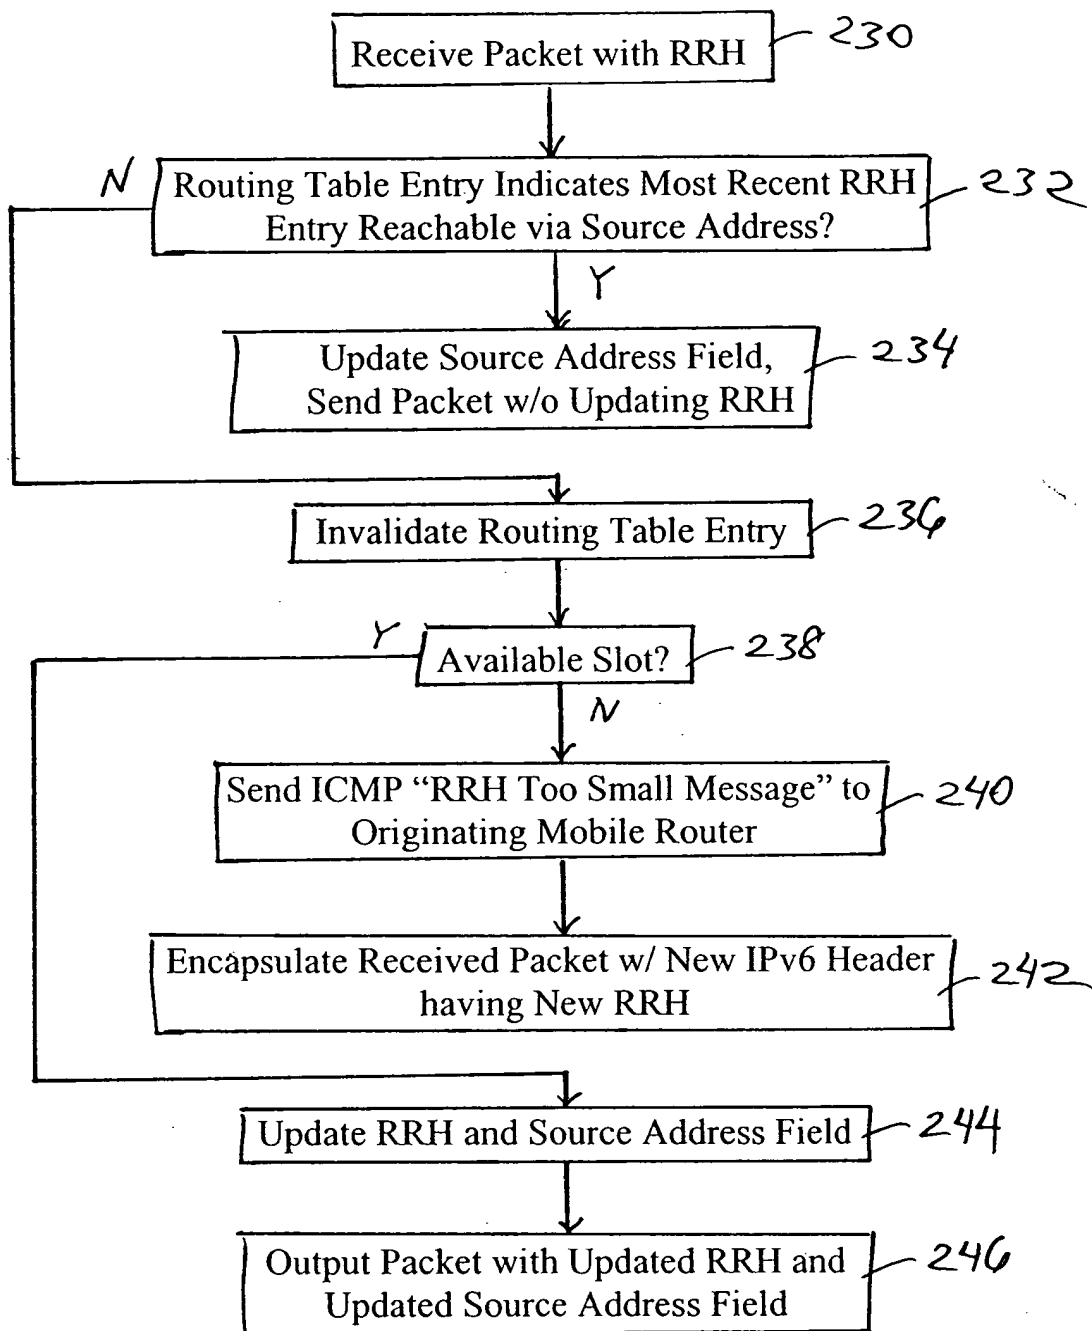 Receive Packet with RRH
230
N
Routing Table Entry Indicates Most Recent RRH
Entry Reachable via Source Address?
232
Y
Update Source Address Field,
Send Packet w/o Updating RRH
234
Invalidate Routing Table Entry
236
Y
Available Slot?
238
N
Send ICMP “RRH Too Small Message” to
Originating Mobile Router
240
Encapsulate Received Packet w/ New IPv6 Header
having New RRH
242
Update RRH and Source Address Field
244
Output Packet with Updated RRH and
Updated Source Address Field
246